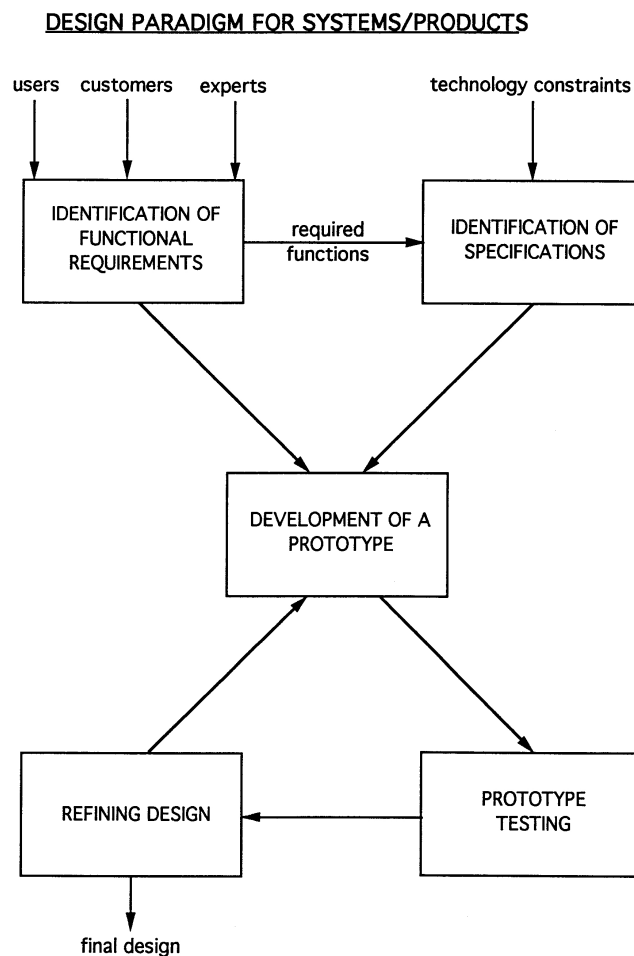 DESIGN PARADIGM FOR SYSTEMS/PRODUCTS
users customers experts
technology constraints
IDENTIFICATION OF
FUNCTIONAL
REQUIREMENTS
required
functions
IDENTIFICATION OF
SPECIFICATIONS
DEVELOPMENT OF A
PROTOTYPE
REFINING DESIGN
PROTOTYPE
TESTING
final design